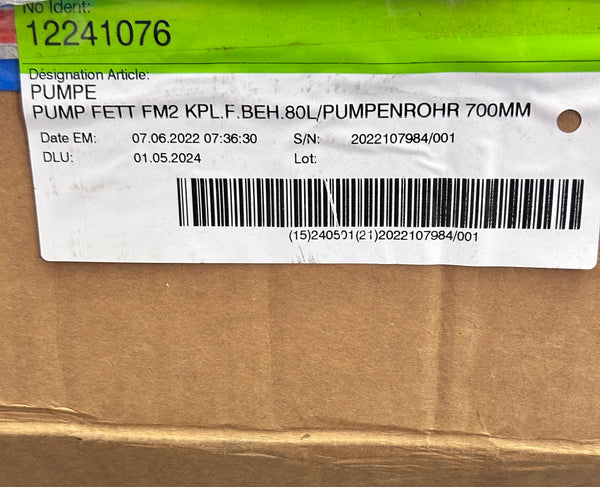 No Ident:
12241076
Désignation Article:
PUMPE
PUMP FETT FM2 KPL.F.BEH.80L/PUMPENROHR 700MM
Date EM: 07.06.2022 07:36:30 S/N: 2022107984/001
DLU: 01.05.2024 Lot:
(15)240501(21)2022107984/001